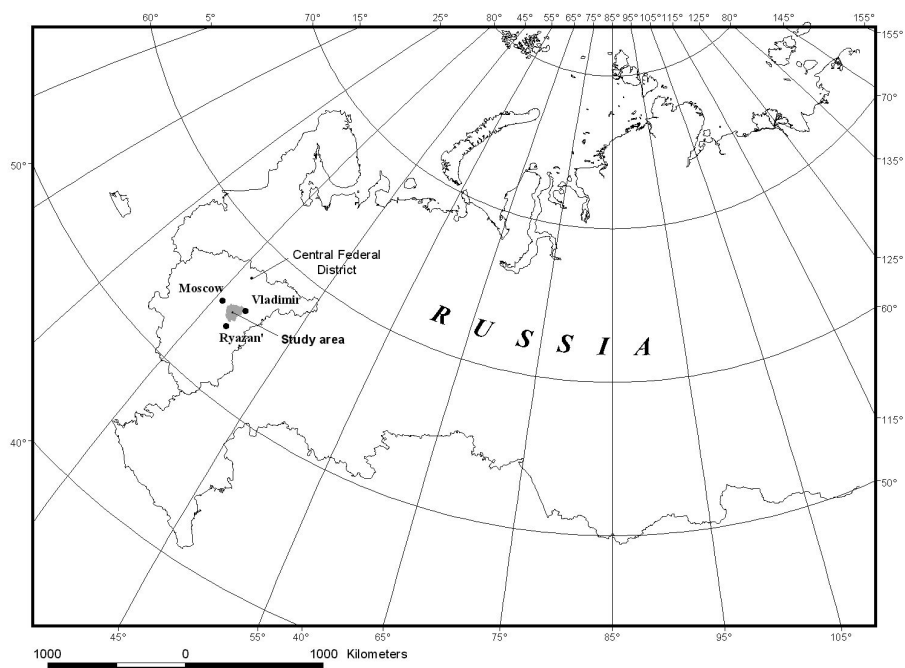 60° 5° 70° 15° 25° 80° 45° 55° 65° 75° 85° 95° 105° 115° 125° 80° 145° 155°
155°
70°
50°
135°
125°
Central Federal
District
Moscow
Vladimir
60°
R U S S I A
Study area
Ryazan'
115°
40°
50°
45° 55° 40° 65° 75° 85° 95° 105°
1000 0 1000 Kilometers